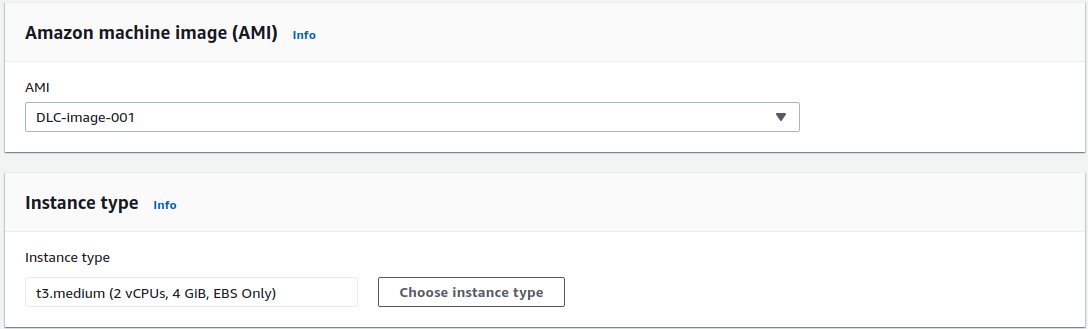 Amazon machine image (AMI) Info
AMI
DLC-image-001
Instance type Info
Instance type
t3.medium (2 vCPUs, 4 GiB, EBS Only) Choose instance type